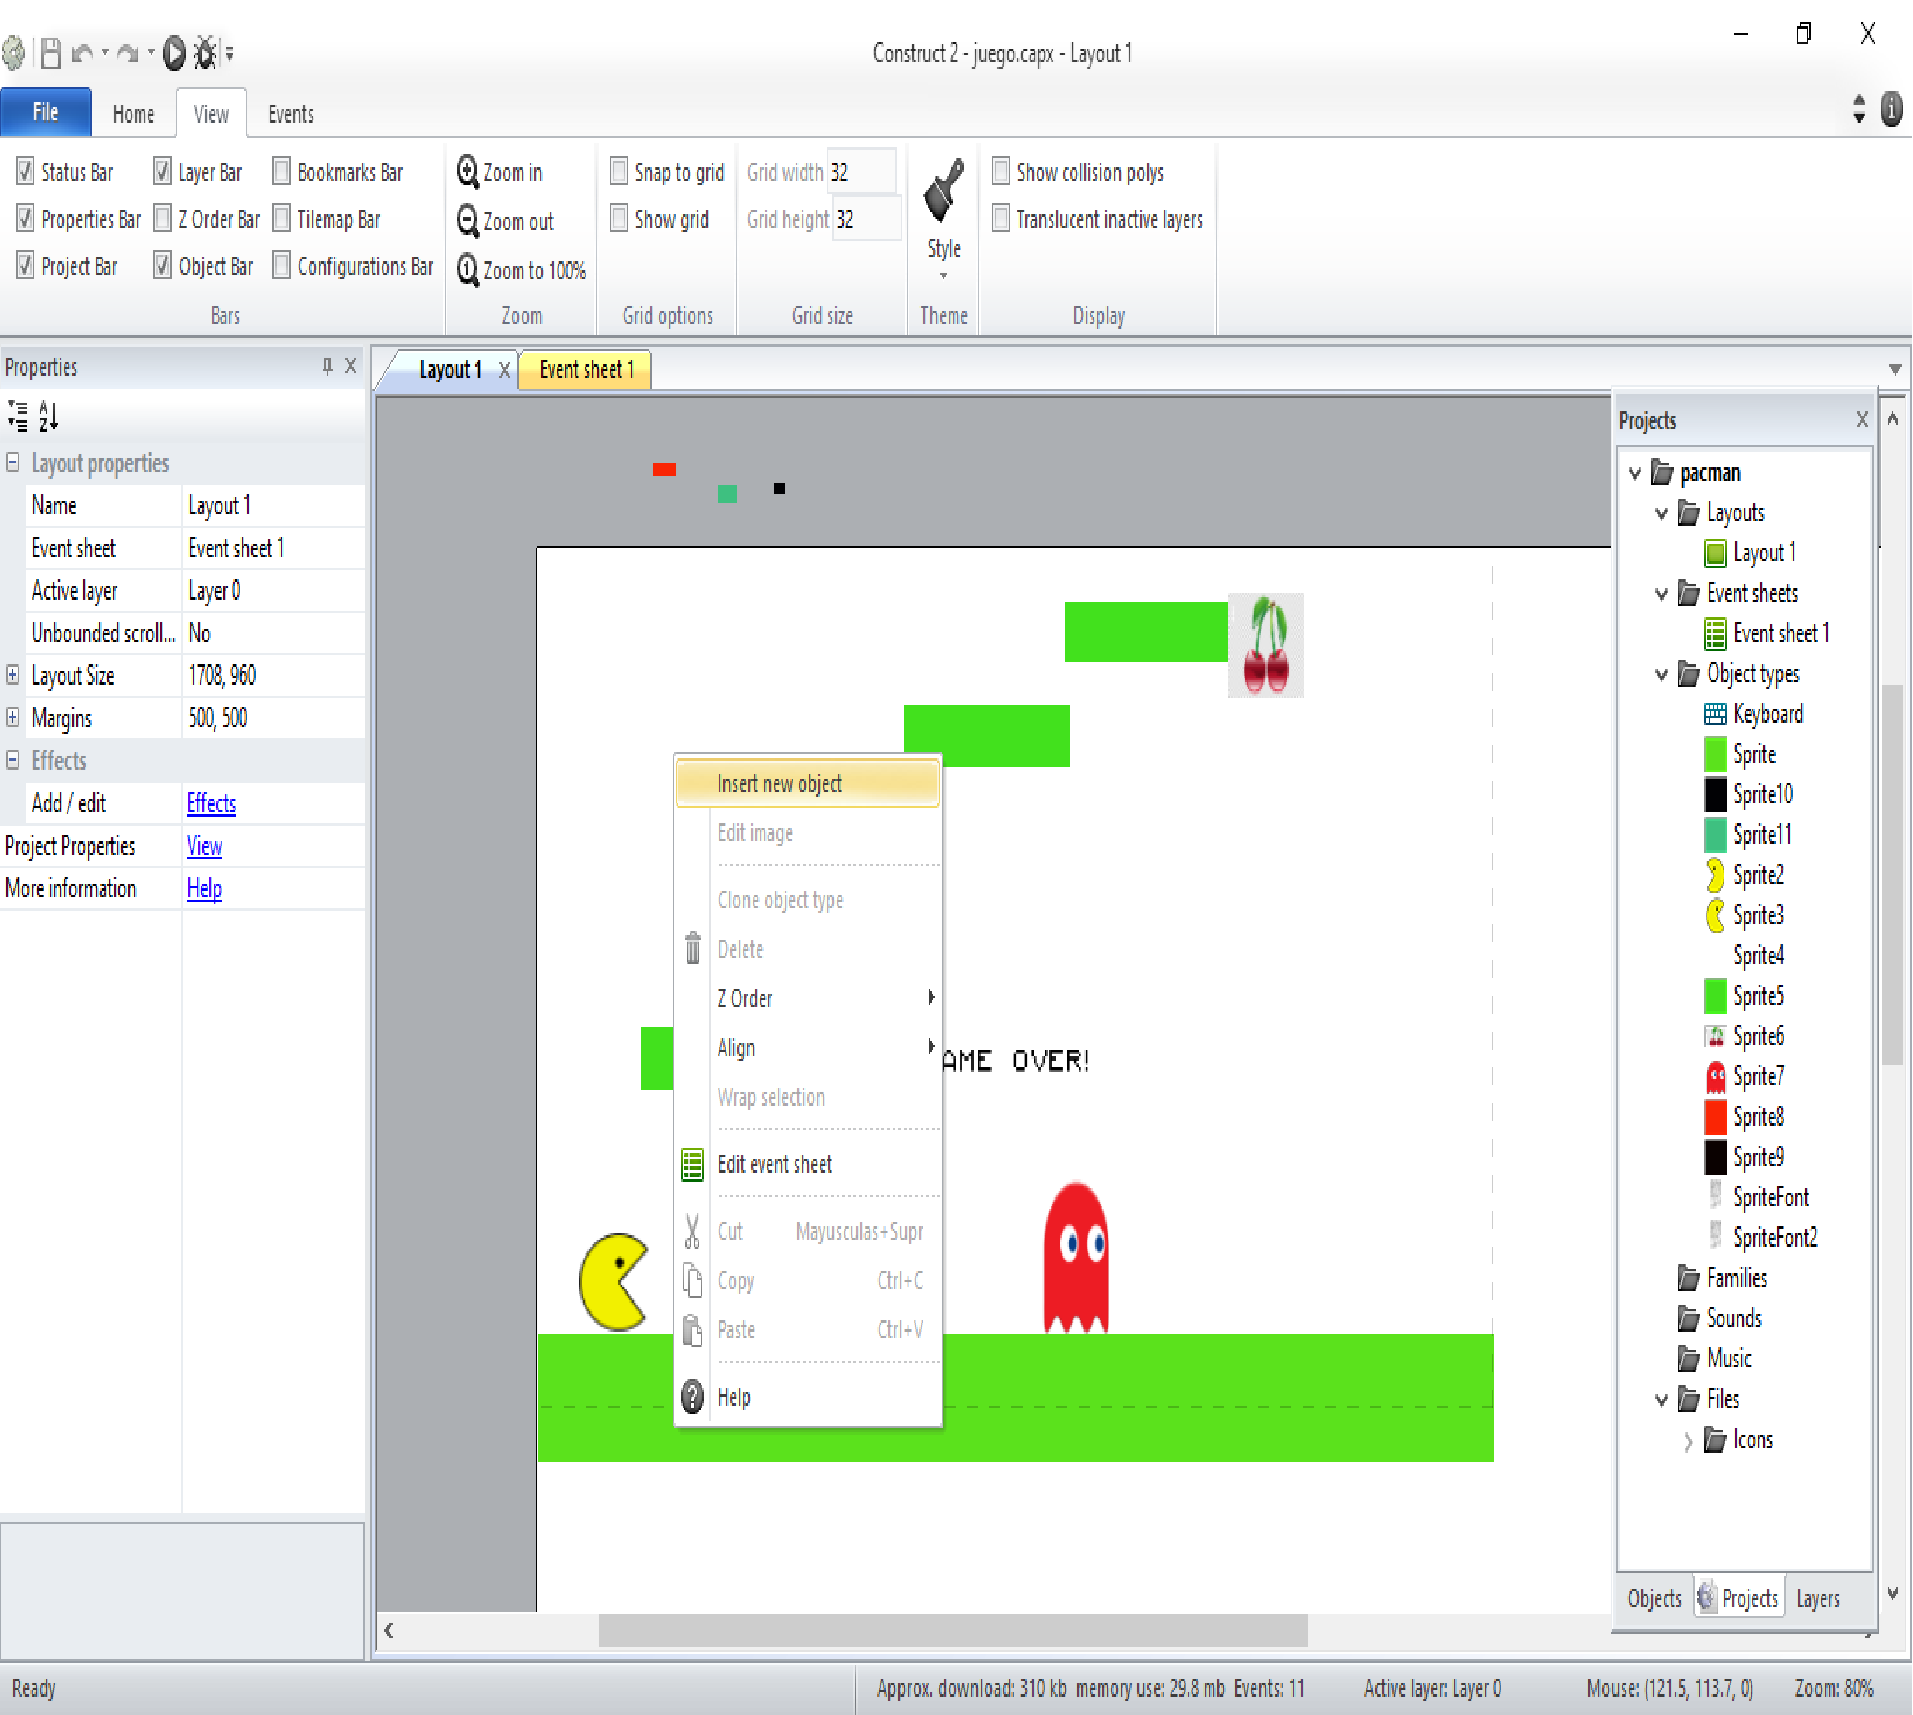 Construct 2 - juego.capx - Layout 1
File Home View Events
Status Bar Layer Bar Bookmarks Bar Zoom in Snap to grid Grid width 32 Show collision polys
Properties Bar Z Order Bar Tilemap Bar Zoom out Show grid Grid height 32 Style Translucent inactive layers
Project Bar Object Bar Configurations Bar Zoom to 100%
Bars Zoom Grid options Grid size Theme Display
Properties
Layout 1 Event sheet 1
Layout properties
Name Layout 1
Event sheet Event sheet 1
Active layer Layer 0
Unbounded scroll... No
Layout Size 1708, 960
Margins 500, 500
Effects
Add / edit Effects
Project Properties View
More information Help
Insert new object
Edit image
Clone object type
Delete
Z Order
Align
Wrap selection
Edit event sheet
Cut Mayusculas+Supr
Copy Ctrl+C
Paste Ctrl+V
Help
AME OVER!
Projects
pacman
Layouts
Layout 1
Event sheets
Event sheet 1
Object types
Keyboard
Sprite
Sprite10
Sprite11
Sprite2
Sprite3
Sprite4
Sprite5
Sprite6
Sprite7
Sprite8
Sprite9
SpriteFont
SpriteFont2
Families
Sounds
Music
Files
Icons
Objects Projects Layers
Ready Approx. download: 310 kb memory use: 29.8 mb Events: 11 Active layer: Layer 0 Mouse: (121.5, 113.7, 0) Zoom: 80%